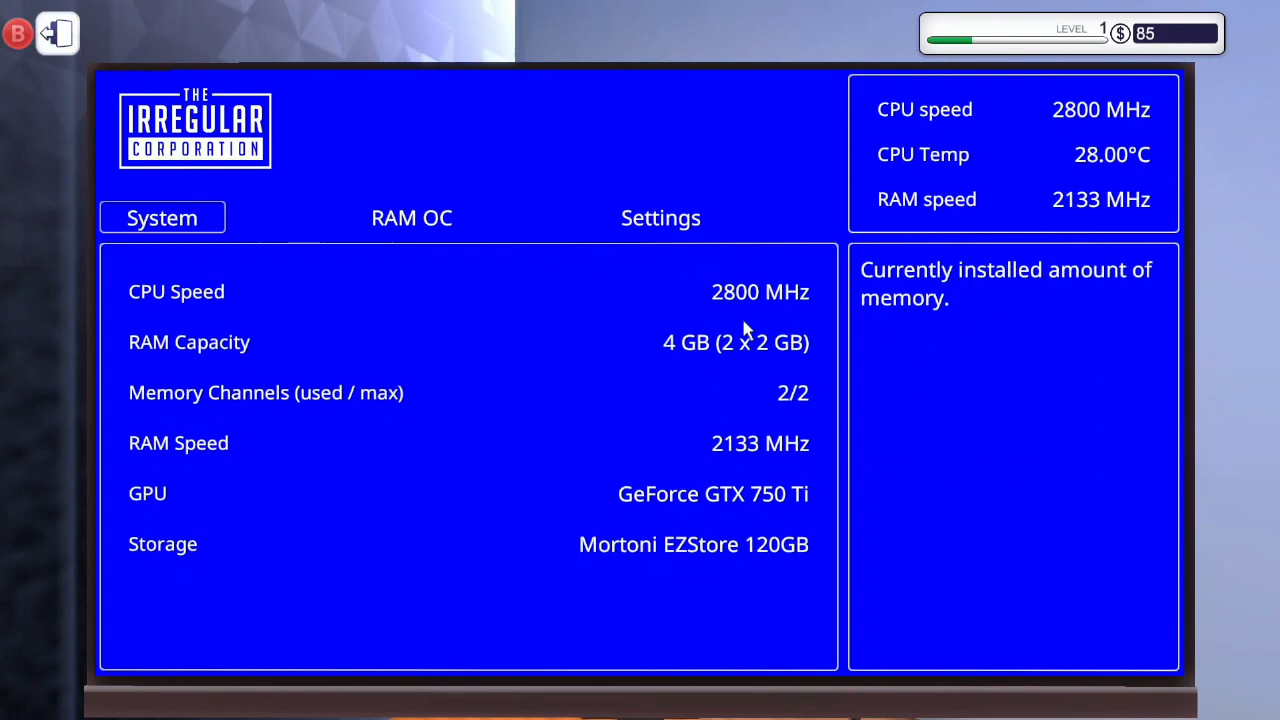 B
LEVEL 1 $ 85
THE
IRREGULAR
CORPORATION
CPU speed 2800 MHz
CPU Temp 28.00°C
RAM speed 2133 MHz
System RAM OC Settings
CPU Speed 2800 MHz
RAM Capacity 4 GB (2 x 2 GB)
Memory Channels (used / max) 2/2
RAM Speed 2133 MHz
GPU GeForce GTX 750 Ti
Storage Mortoni EZStore 120GB
Currently installed amount of
memory.